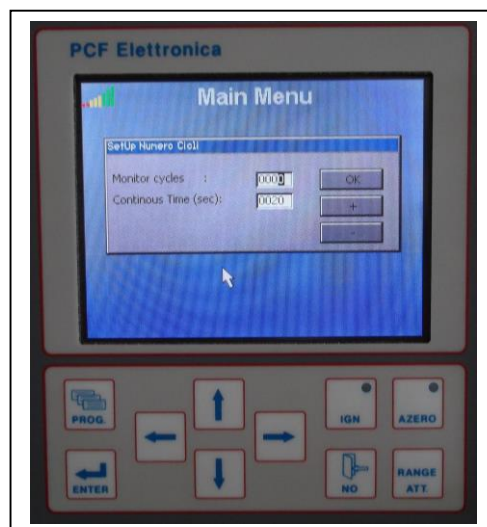 PCF Elettronica
Main Menu
SetUp Numero Cicli
Monitor cycles : 0000 OK
Continous Time (sec): 0020 +
-
PROG.
IGN
AZERO
ENTER
NO
RANGE
ATT.